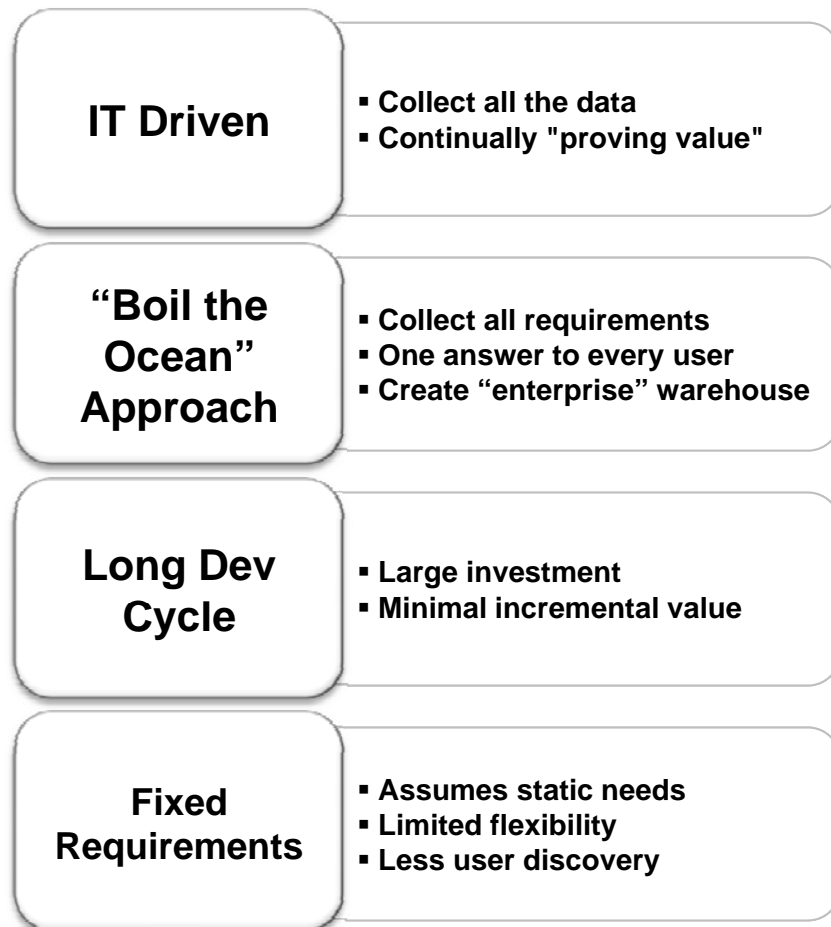 IT Driven
▪ Collect all the data
▪ Continually "proving value"
“Boil the
Ocean”
Approach
▪ Collect all requirements
▪ One answer to every user
▪ Create “enterprise” warehouse
Long Dev
Cycle
▪ Large investment
▪ Minimal incremental value
Fixed
Requirements
▪ Assumes static needs
▪ Limited flexibility
▪ Less user discovery